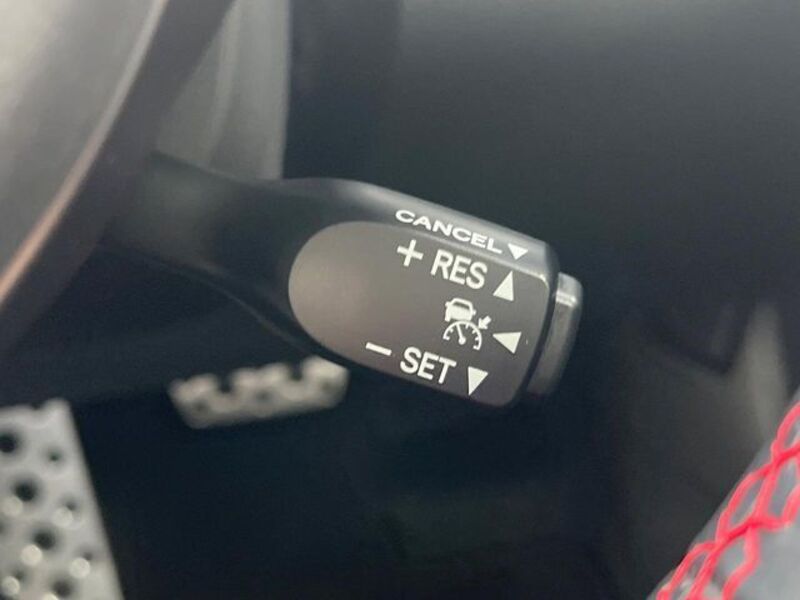 CANCEL ▼
+ RES ▲
◀
− SET ▼